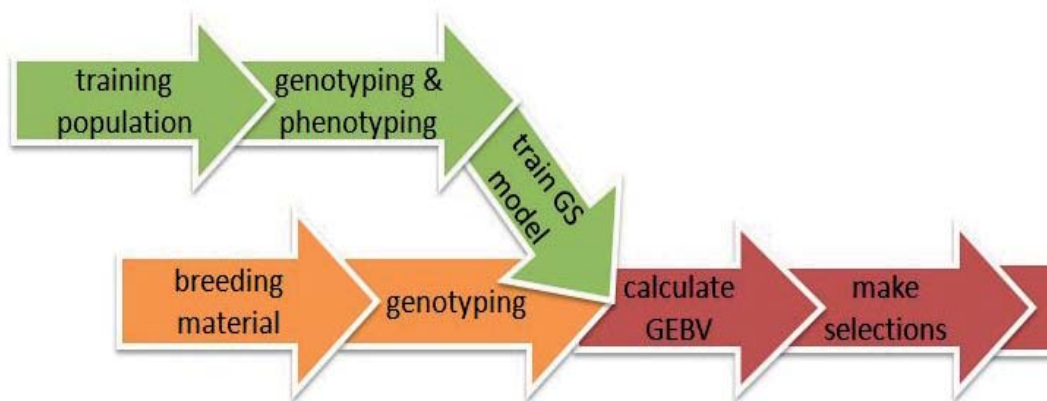 training
population
genotyping &
phenotyping
train GS
model
breeding
material
genotyping
calculate
GEBV
make
selections